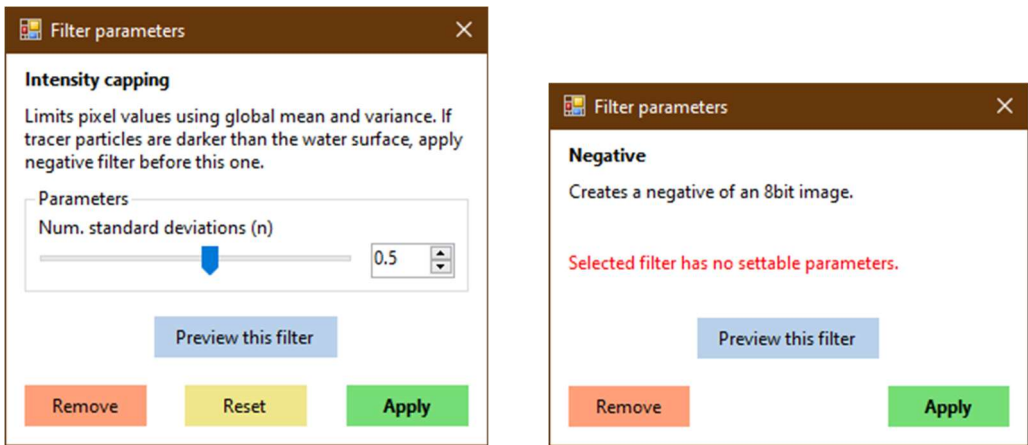 Filter parameters
Intensity capping
Limits pixel values using global mean and variance. If
tracer particles are darker than the water surface, apply
negative filter before this one.
Parameters
Num. standard deviations (n)
0.5
Preview this filter
Remove
Reset
Apply
Filter parameters
Negative
Creates a negative of an 8bit image.
Selected filter has no settable parameters.
Preview this filter
Remove
Apply